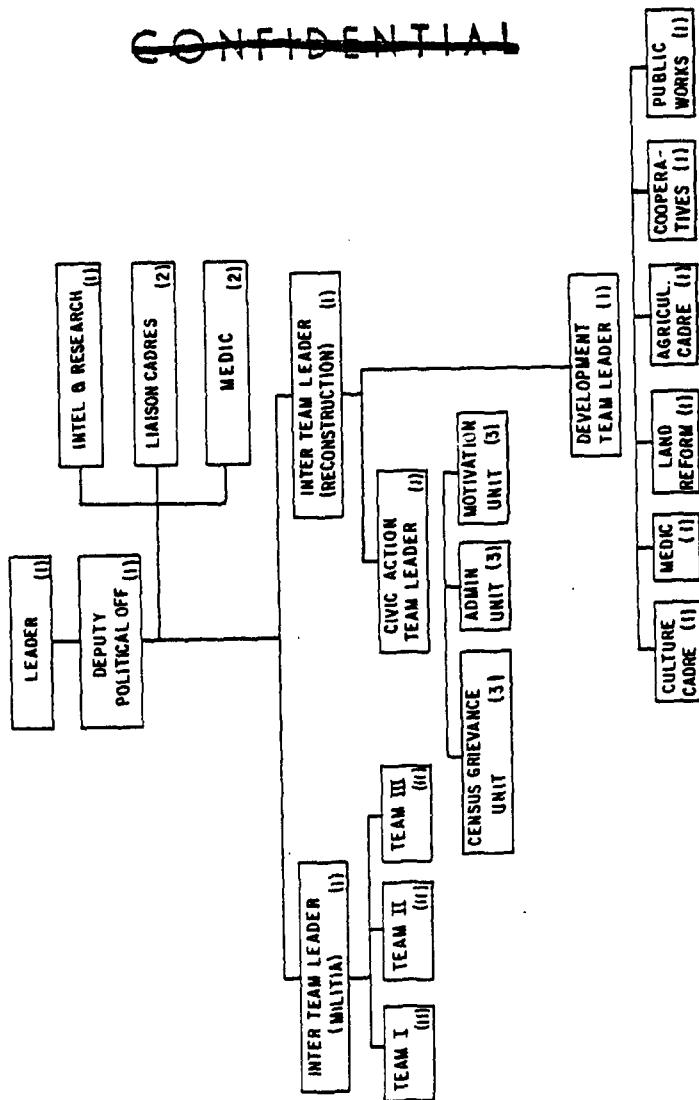 CONFIDENTIAL
LEADER
(1)
DEPUTY
POLITICAL OFF (1)
INTEL & RESEARCH
(1)
LIAISON CADRES
(2)
MEDIC
(2)
INTER TEAM LEADER
(MILITIA) (1)
INTER TEAM LEADER
(RECONSTRUCTION) (1)
TEAM I
(11)
TEAM II
(11)
TEAM III
(11)
CIVIC ACTION
TEAM LEADER (1)
CENSUS GRIEVANCE
UNIT (3)
ADMIN
UNIT (3)
MOTIVATION
UNIT (3)
DEVELOPMENT
TEAM LEADER (1)
CULTURE
CADRE (1)
MEDIC
(1)
LAND
REFORM (1)
AGRICUL.
CADRE (1)
COOPERA-
TIVES (1)
PUBLIC
WORKS (1)